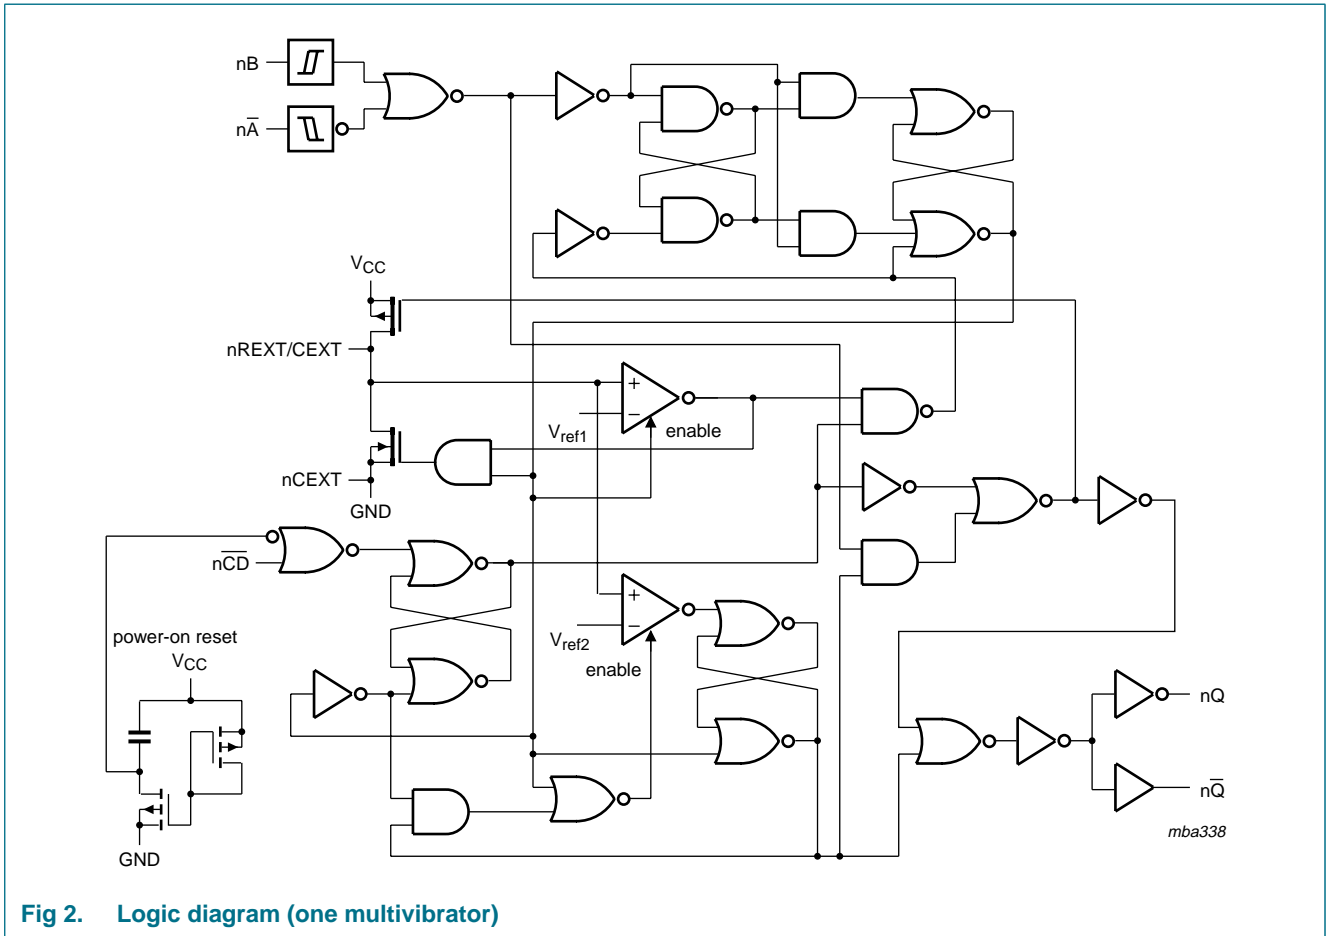 nB
nA̅
VCC
nREXT/CEXT
+
−
Vref1
enable
nCEXT
GND
nC̅D̅
+
−
Vref2
enable
power-on reset
VCC
nQ
nQ̅
GND
mba338
Fig 2. Logic diagram (one multivibrator)